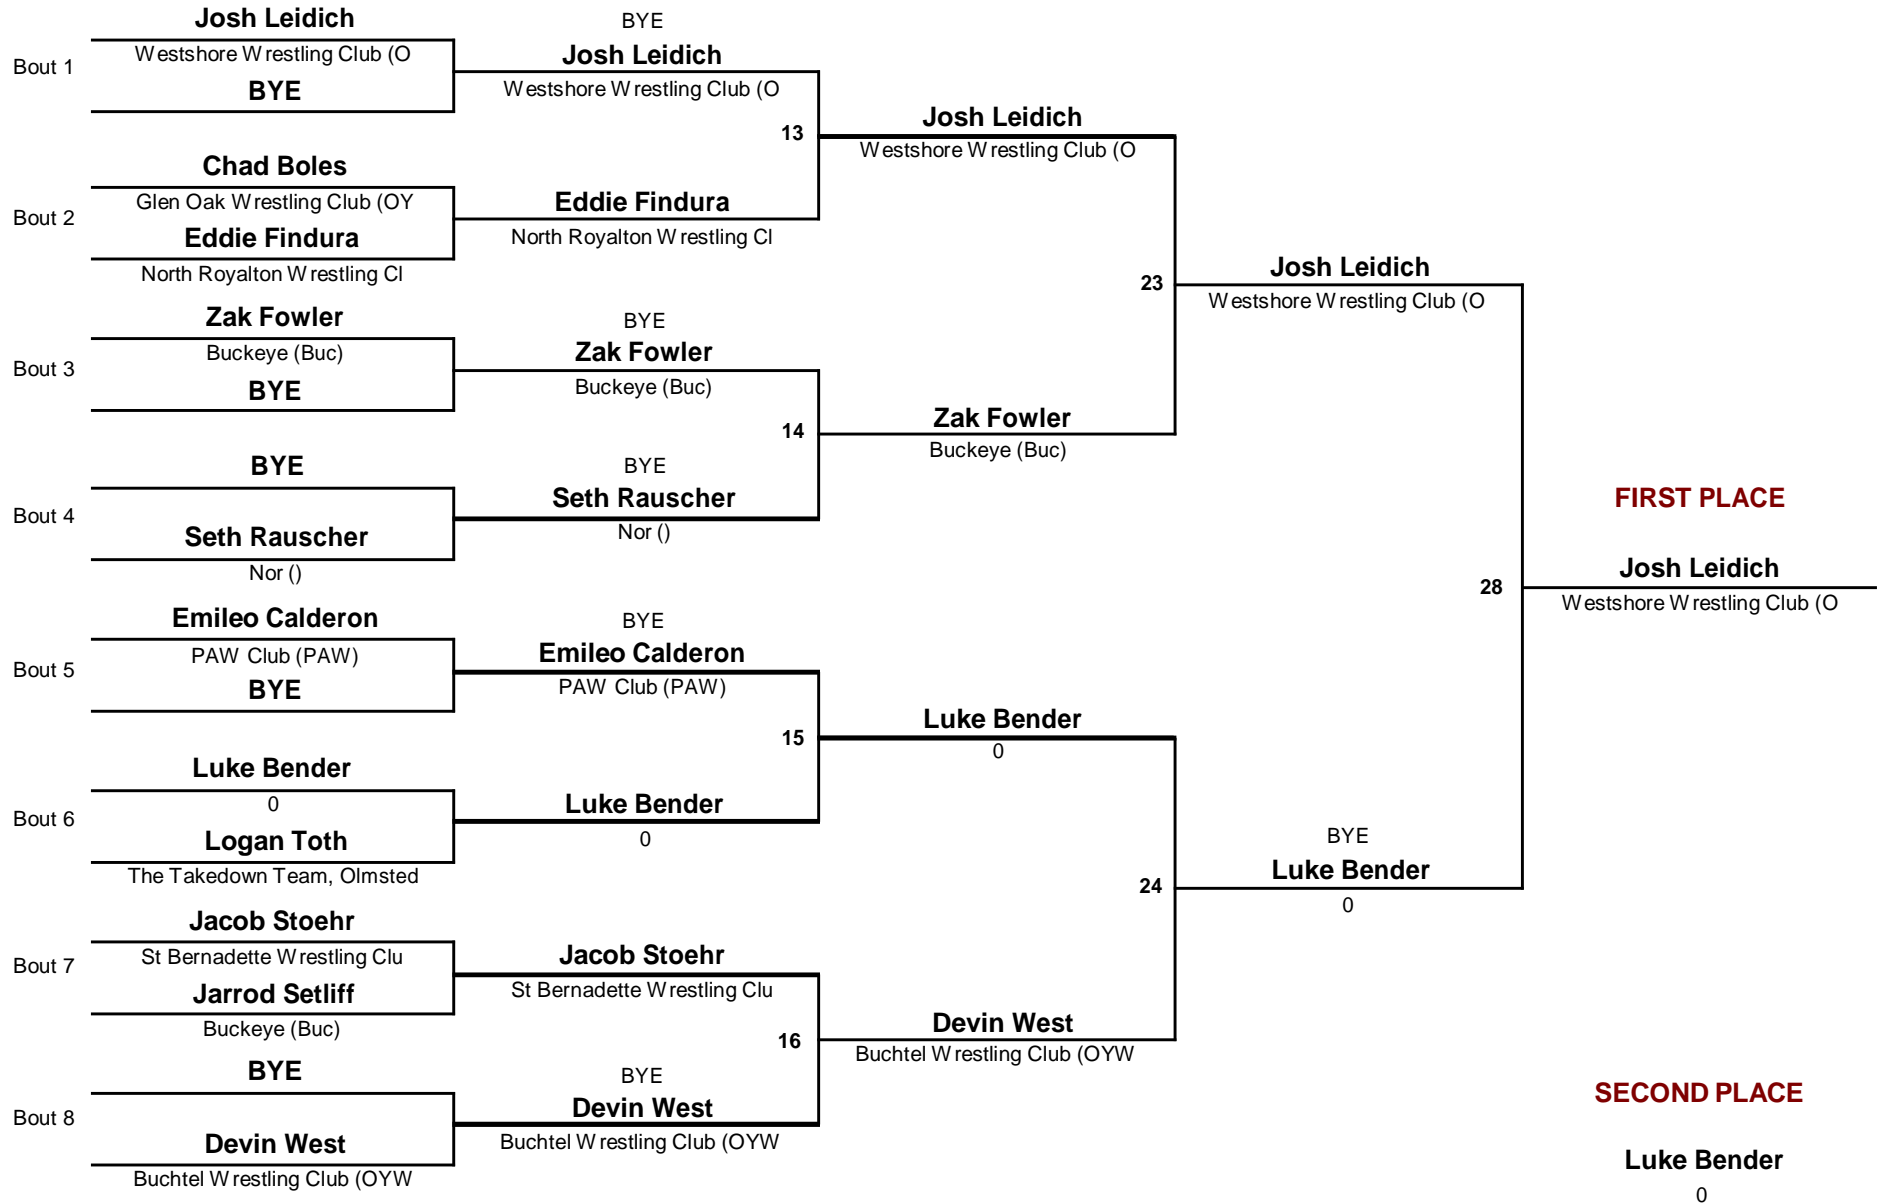 Josh Leidich
Bout 1
Westshore Wrestling Club (O
BYE
Chad Boles
Bout 2
Glen Oak Wrestling Club (OY
Eddie Findura
North Royalton Wrestling Cl
Zak Fowler
Bout 3
Buckeye (Buc)
BYE
BYE
Bout 4
Seth Rauscher
Nor ()
Emileo Calderon
Bout 5
PAW Club (PAW)
BYE
Luke Bender
0
Bout 6
Logan Toth
The Takedown Team, Olmsted
Jacob Stoehr
Bout 7
St Bernadette Wrestling Clu
Jarrod Setliff
Buckeye (Buc)
BYE
Bout 8
Devin West
Buchtel Wrestling Club (OYW
BYE
Josh Leidich
Westshore Wrestling Club (O
13
Eddie Findura
North Royalton Wrestling Cl
BYE
Zak Fowler
Buckeye (Buc)
14
BYE
Seth Rauscher
Nor ()
BYE
Emileo Calderon
PAW Club (PAW)
15
Luke Bender
0
Jacob Stoehr
St Bernadette Wrestling Clu
16
BYE
Devin West
Buchtel Wrestling Club (OYW
Josh Leidich
Westshore Wrestling Club (O
23
Zak Fowler
Buckeye (Buc)
Luke Bender
0
24
Devin West
Buchtel Wrestling Club (OYW
Josh Leidich
Westshore Wrestling Club (O
28
BYE
Luke Bender
0
FIRST PLACE
Josh Leidich
Westshore Wrestling Club (O
SECOND PLACE
Luke Bender
0